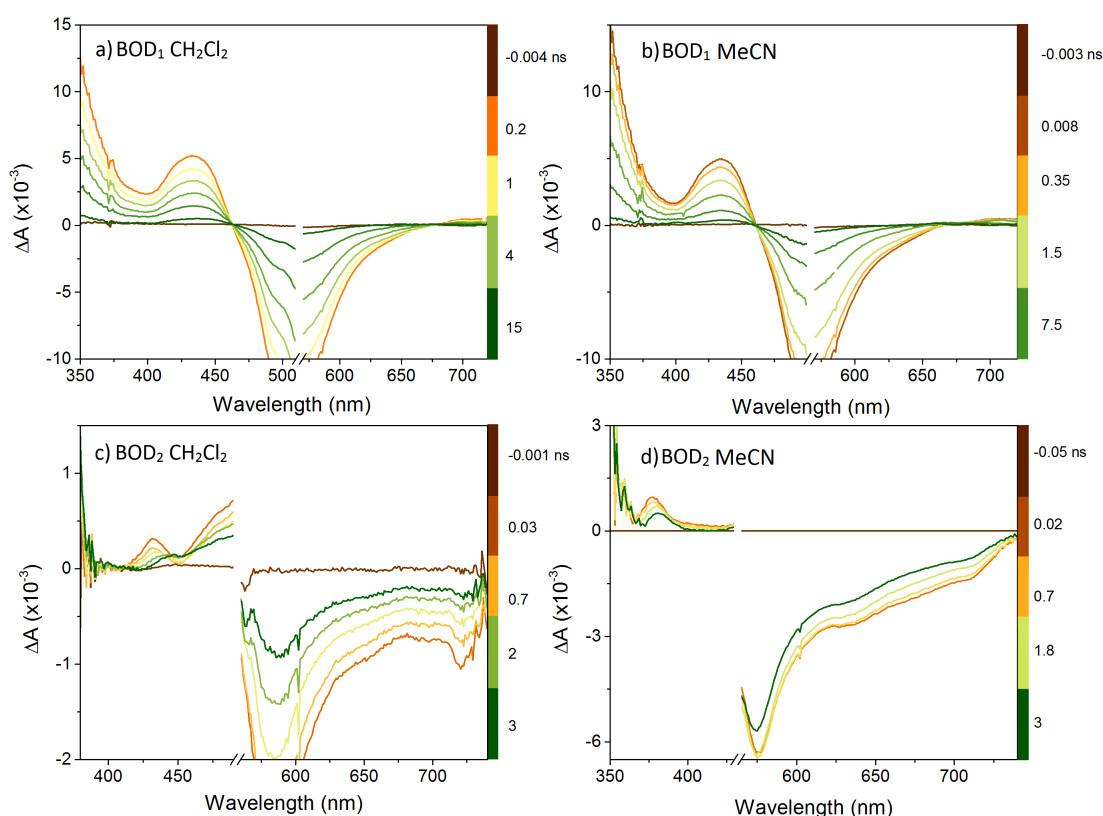 a) BOD₁ CH₂Cl₂
15
10
5
0
-5
-10
ΔA (x10⁻³)
350 400 450 500 600 650 700
Wavelength (nm)
-0.004 ns
0.2
1
4
15
b) BOD₁ MeCN
10
5
0
-5
-10
ΔA (x10⁻³)
350 400 450 600 650 700
Wavelength (nm)
-0.003 ns
0.008
0.35
1.5
7.5
c) BOD₂ CH₂Cl₂
1
0
-1
-2
ΔA (x10⁻³)
400 450 600 650 700
Wavelength (nm)
-0.001 ns
0.03
0.7
2
3
d) BOD₂ MeCN
3
0
-3
-6
ΔA (x10⁻³)
350 400 600 650 700
Wavelength (nm)
-0.05 ns
0.02
0.7
1.8
3